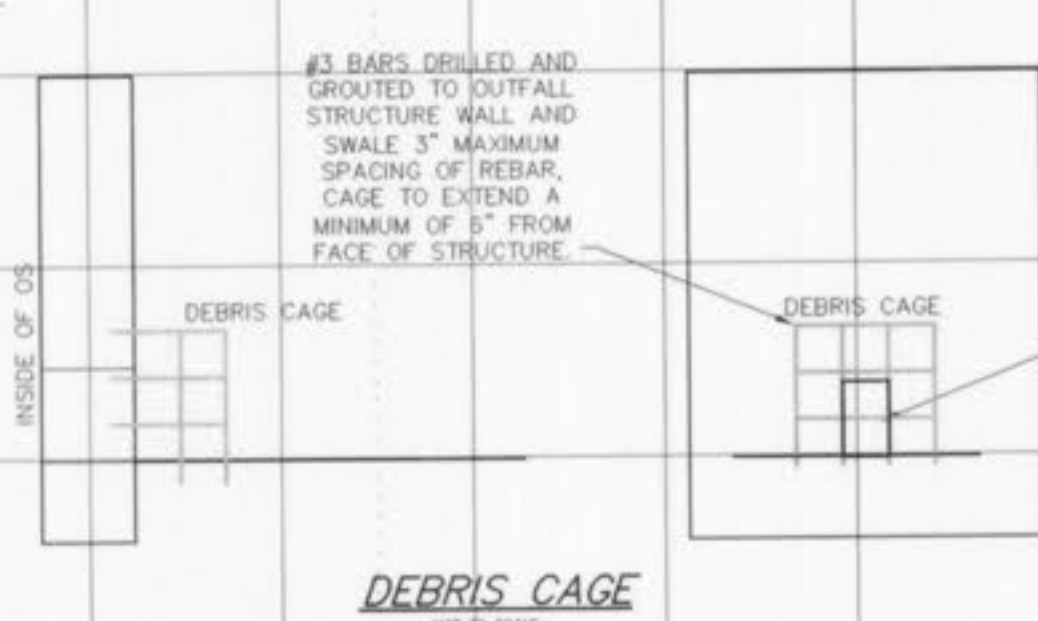 #3 BARS DRILLED AND
GROUTED TO OUTFALL
STRUCTURE WALL AND
SWALE 3" MAXIMUM
SPACING OF REBAR,
CAGE TO EXTEND A
MINIMUM OF 6" FROM
FACE OF STRUCTURE.
INSIDE OF OS
DEBRIS CAGE
DEBRIS CAGE
DEBRIS CAGE